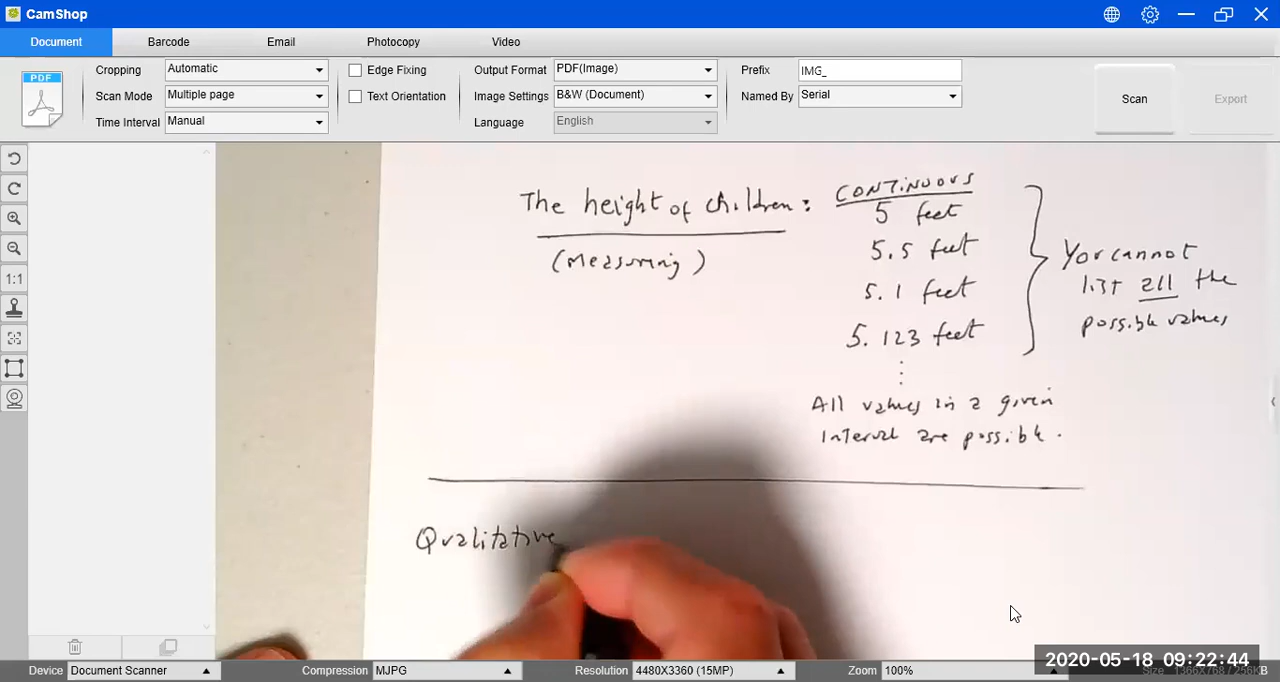 CamShop
Document Barcode Email Photocopy Video
PDF
Cropping Automatic
Scan Mode Multiple page
Time Interval Manual
Edge Fixing
Text Orientation
Output Format PDF(Image)
Image Settings B&W (Document)
Language English
Prefix IMG_
Named By Serial
Scan
Export
1:1
The height of children: CONTINUOUS
(Measuring)
5 feet
5.5 feet
5.1 feet
5.123 feet
You cannot
list all the
possible values
All values in a given
interval are possible.
Qualitative
Device Document Scanner Compression MJPG Resolution 4480X3360 (15MP) Zoom 100%
2020-05-18 09:22:44